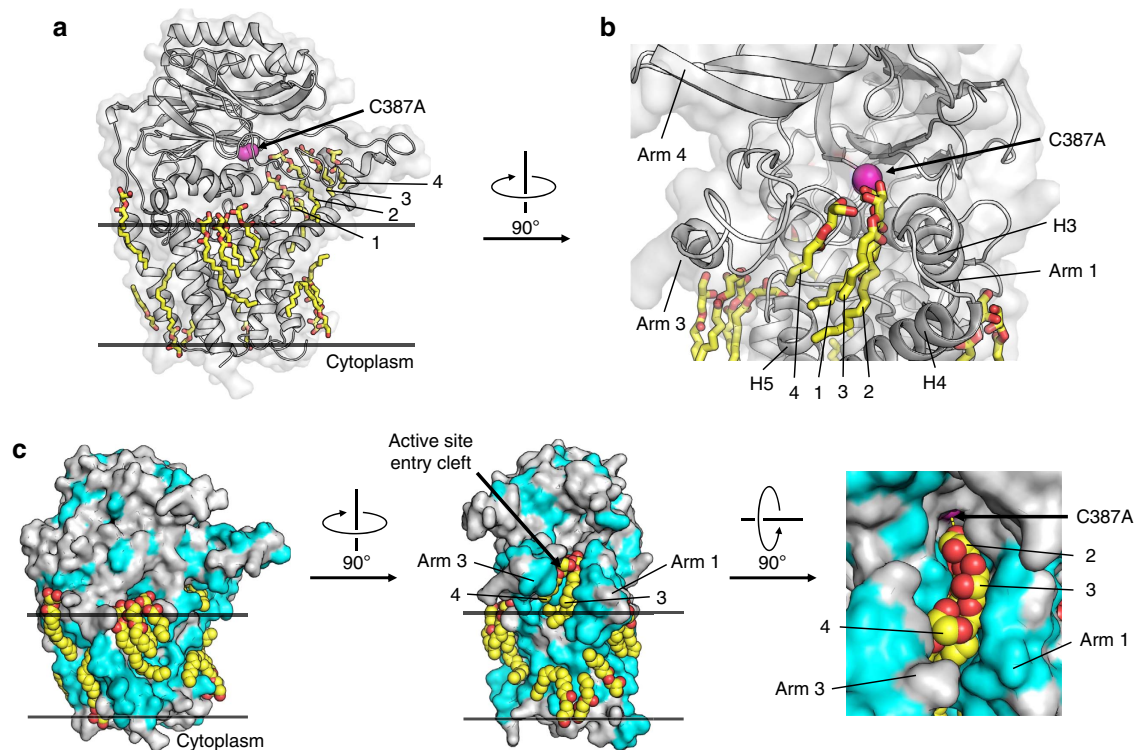 a
C387A
4
3
2
1
Cytoplasm
90°
b
Arm 4
C387A
H3
Arm 1
Arm 3
H5
4
1
3
2
H4
c
Cytoplasm
90°
Active site
entry cleft
Arm 3
Arm 1
4
3
90°
C387A
2
3
4
Arm 1
Arm 3